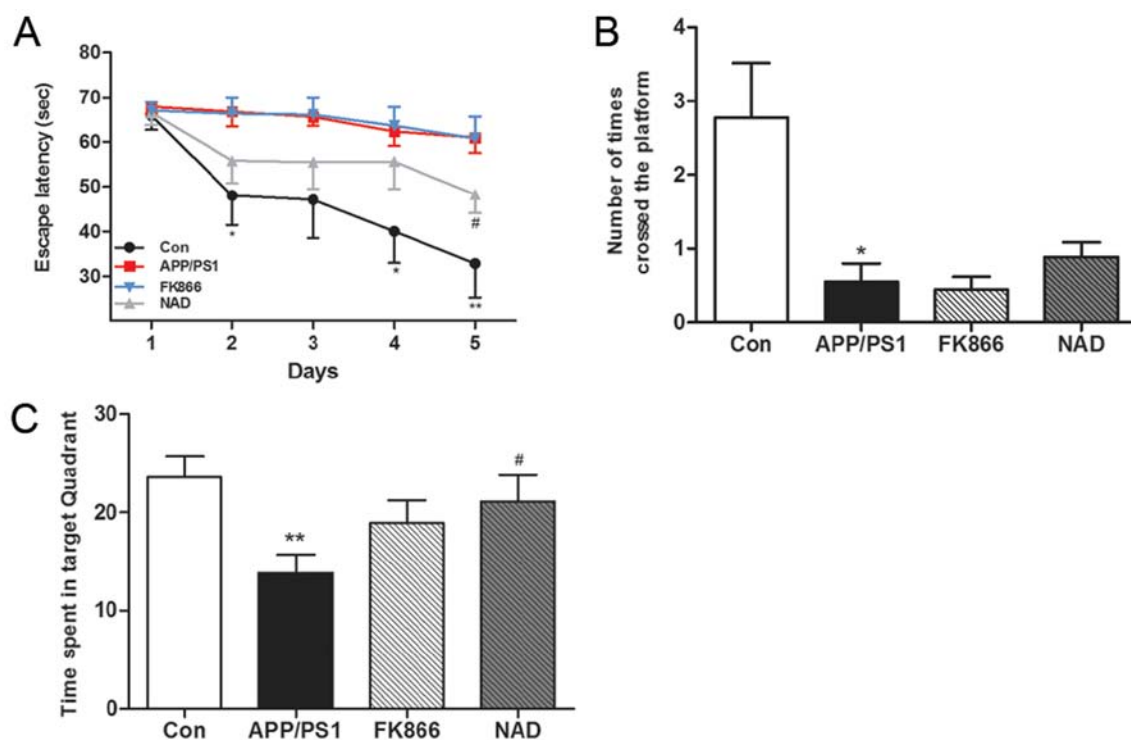 A
Escape latency (sec)
80
70
60
50
40
30
Con
APP/PS1
FK866
NAD
*
*
#
**
1 2 3 4 5
Days
B
Number of times
crossed the platform
4
3
2
1
0
*
Con APP/PS1 FK866 NAD
C
Time spent in target Quadrant
30
20
10
0
**
#
Con APP/PS1 FK866 NAD